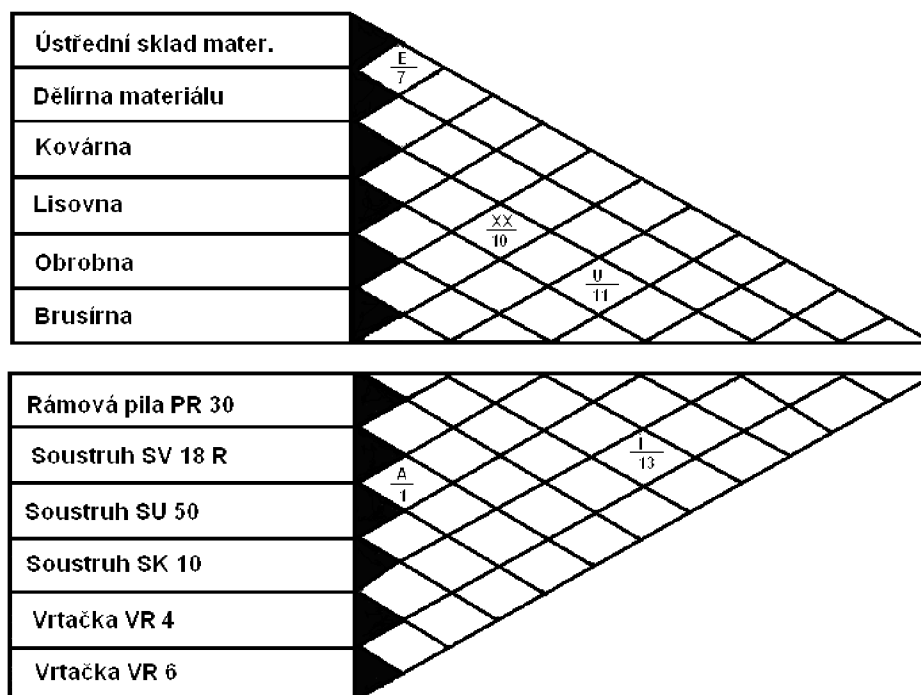 Ústřední sklad mater.
E
7
Dělírna materiálu
Kovárna
Lisovna
XX
10
Obrobna
U
11
Brusírna
Rámová pila PR 30
Soustruh SV 18 R
I
13
A
1
Soustruh SU 50
Soustruh SK 10
Vrtačka VR 4
Vrtačka VR 6